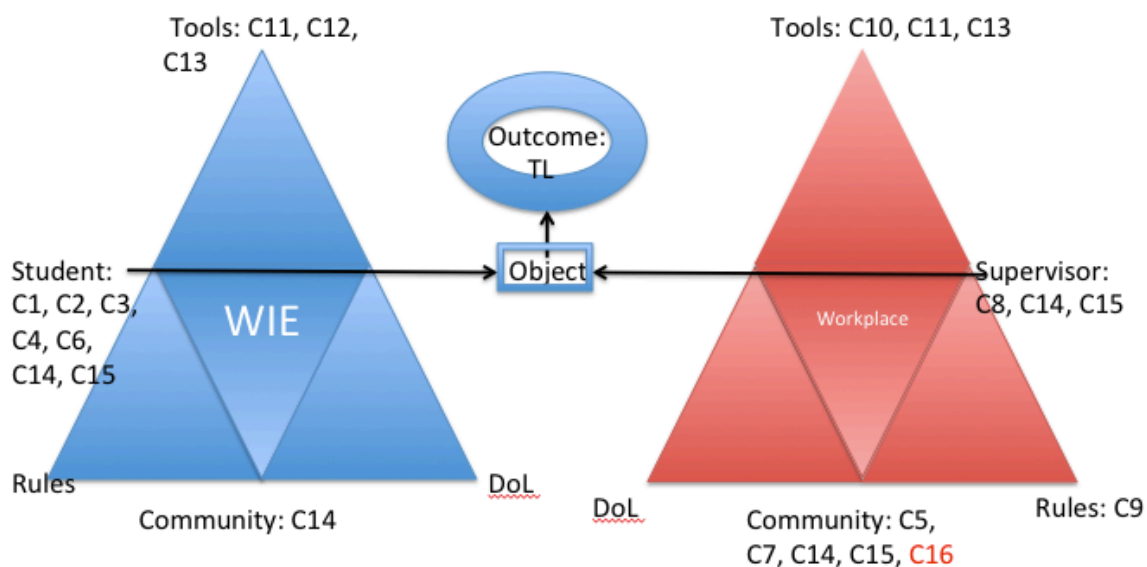 Tools: C11, C12,
C13
Tools: C10, C11, C13
Outcome:
TL
Student:
C1, C2, C3,
C4, C6,
C14, C15
Object
Supervisor:
C8, C14, C15
WIE
Workplace
Rules
DoL
Community: C14
DoL
Community: C5,
C7, C14, C15, C16
Rules: C9